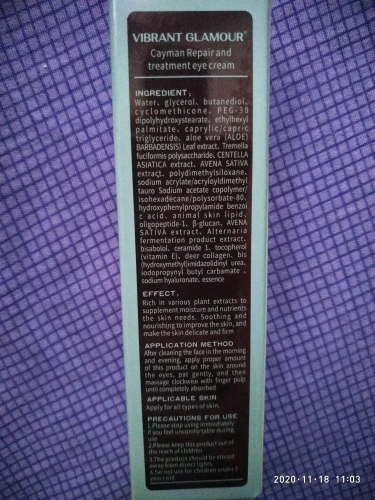 VIBRANT GLAMOUR
Cayman Repair and
treatment eye cream
INGREDIENT:
Water, glycerol, butanediol,
cyclomethicone, PEG-30
dipolyhydroxystearate, ethylhexyl
palmitate, caprylic/capric
triglyceride, aloe vera (ALOE
BARBADENSIS) Leaf extract, Tremella
fuciformis polysaccharide, CENTELLA
ASIATICA extract, AVENA SATIVA
extract, polydimethylsiloxane,
sodium acrylate/acryloyldimethyl
tauro Sodium acetate copolymer/
isohexadecane/polysorbate-80,
hydroxyphenylpropylamide benzoi
c acid, animal skin lipid,
oligopeptide-1, β-glucan, AVENA
SATIVA extract, Alternaria
fermentation product extract,
bisabolol, ceramide 1, tocopherol
(vitamin E), deer collagen, bis
(hydroxymethyl)imidazolidinyl urea,
iodopropynyl butyl carbamate ,
sodium hyaluronate, essence
EFFECT:
Rich in various plant extracts to
supplement moisture and nutrients
the skin needs. Soothing and
nourishing to improve the skin, and
make the skin delicate and firm
APPLICATION METHOD
After cleaning the face in the morning
and evening, apply proper amount
of this product on the skin around
the eyes, pat gently, and then
massage clockwise with finger pulp
until completely absorbed
APPLICABLE SKIN
Apply for all types of skin.
PRECAUTIONS FOR USE
1.Please stop using immediately
if you feel uncomfortable during
use
2.Please keep this product out of
the reach of children
3.The product should be stored
away from direct lights.
4.Do not use for children under 3
years old
2020-11-18 11:03